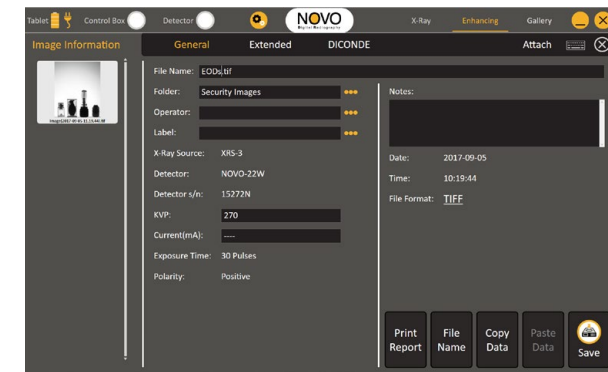 Tablet Control Box Detector NOVO X-Ray Enhancing Gallery
Digital Radiography
Image Information General Extended DICONDE Attach
File Name: EODs.tif
Folder: Security Images
Operator:
Label:
X-Ray Source: XRS-3
Detector: NOVO-22W
Detector s/n: 15272N
KVP: 270
Current(mA): ----
Exposure Time: 30 Pulses
Polarity: Positive
Notes:
Date: 2017-09-05
Time: 10:19:44
File Format: TIFF
Print Report
File Name
Copy Data
Paste Data
Save